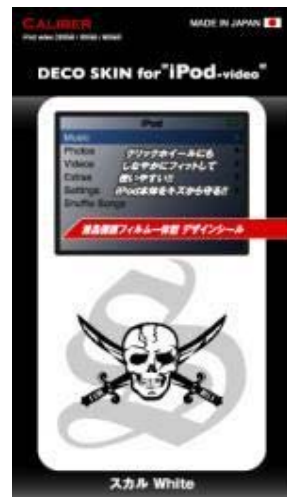 CALIBER
MADE IN JAPAN
DECO SKIN for "iPod-video"
iPod
Music
Photos
Videos
Extras
Settings
Shuffle Songs
クリックホイールにも
しなやかにフィットして
使いやすい!!
iPod本体をキズから守る!!
液晶保護フィルム一体型 デザインシール
S
スカル White